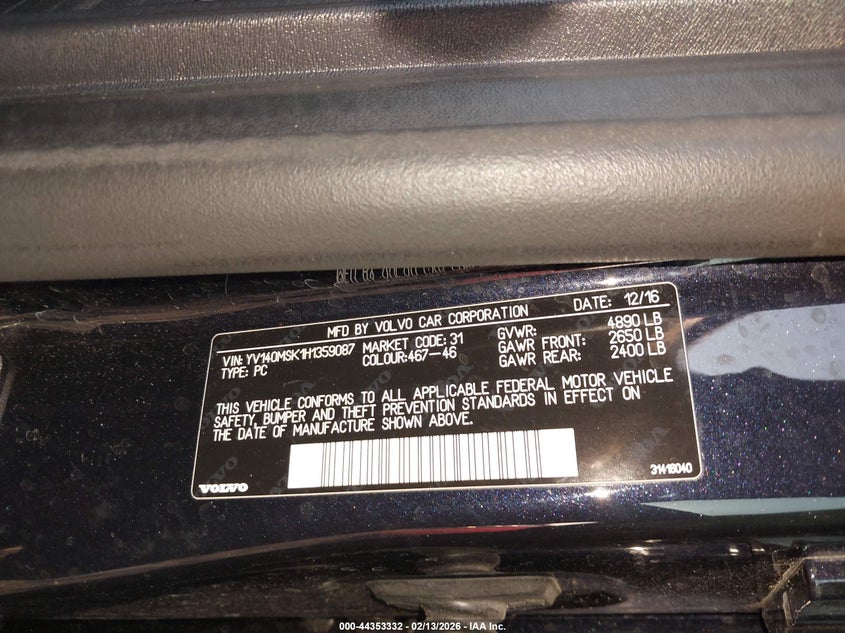 MFD BY VOLVO CAR CORPORATION DATE: 12/16
VIN: YV140MSK1H1359087 MARKET CODE: 31 GVWR: 4890 LB
TYPE: PC COLOUR:467-46 GAWR FRONT: 2650 LB
GAWR REAR: 2400 LB
THIS VEHICLE CONFORMS TO ALL APPLICABLE FEDERAL MOTOR VEHICLE
SAFETY, BUMPER AND THEFT PREVENTION STANDARDS IN EFFECT ON
THE DATE OF MANUFACTURE SHOWN ABOVE.
VOLVO 31416040
000-44353332 - 02/13/2026 - IAA Inc.